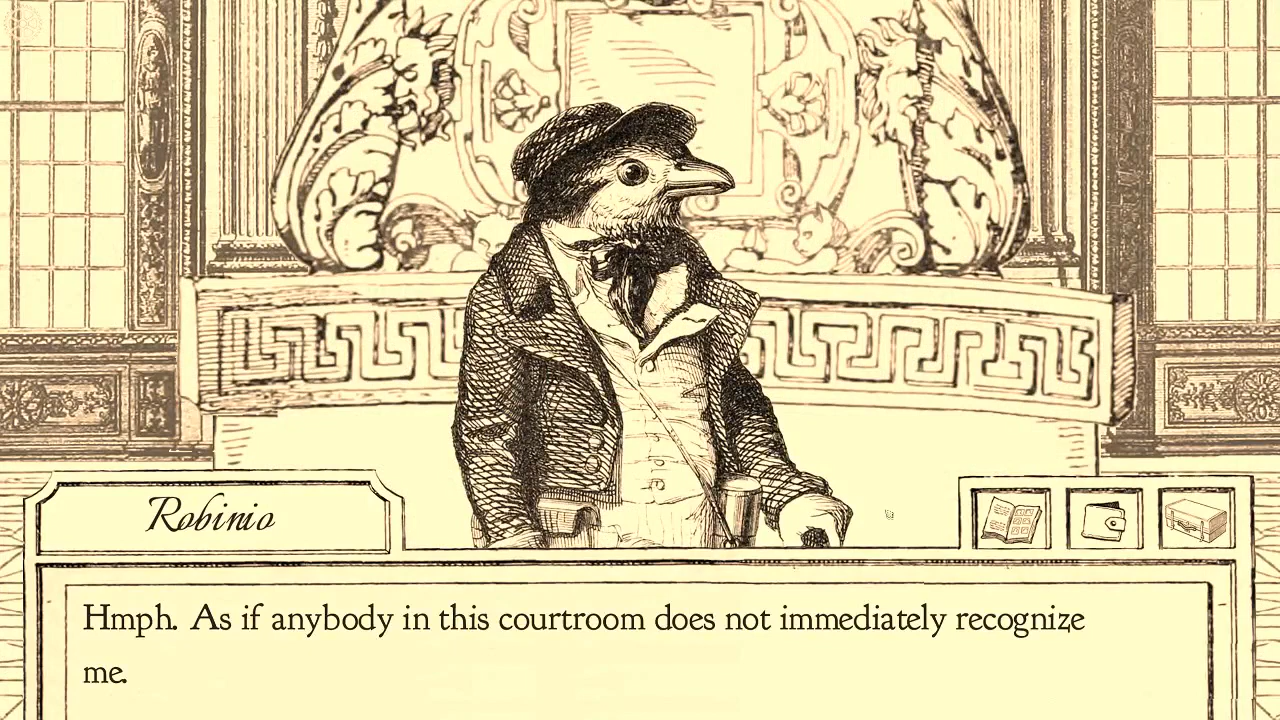 Robinio
Hmph. As if anybody in this courtroom does not immediately recognize
me.